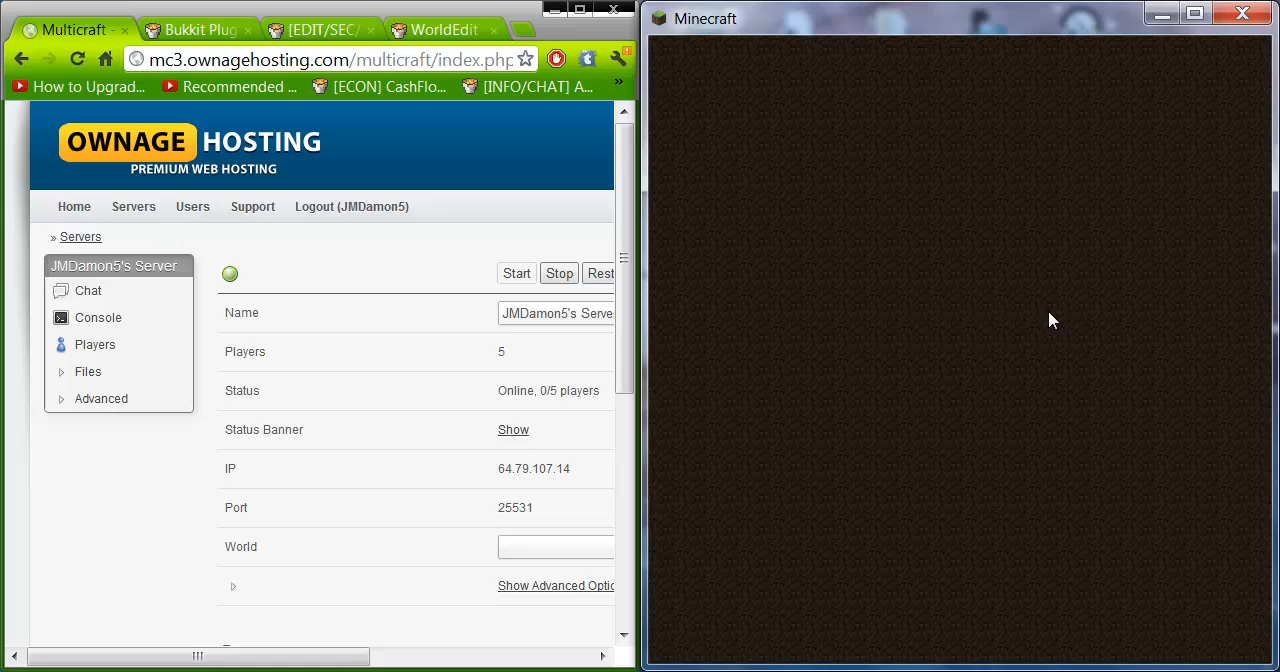 Multicraft -
Bukkit Plug
[EDIT/SEC/
WorldEdit
mc3.ownagehosting.com/multicraft/index.php
How to Upgrad...
Recommended ...
[ECON] CashFlo...
[INFO/CHAT] A...
»
OWNAGE HOSTING
PREMIUM WEB HOSTING
Home
Servers
Users
Support
Logout (JMDamon5)
» Servers
JMDamon5's Server
Chat
Console
Players
Files
Advanced
Start
Stop
Rest
Name
JMDamon5's Serve
Players
5
Status
Online, 0/5 players
Status Banner
Show
IP
64.79.107.14
Port
25531
World
Show Advanced Optic
Minecraft